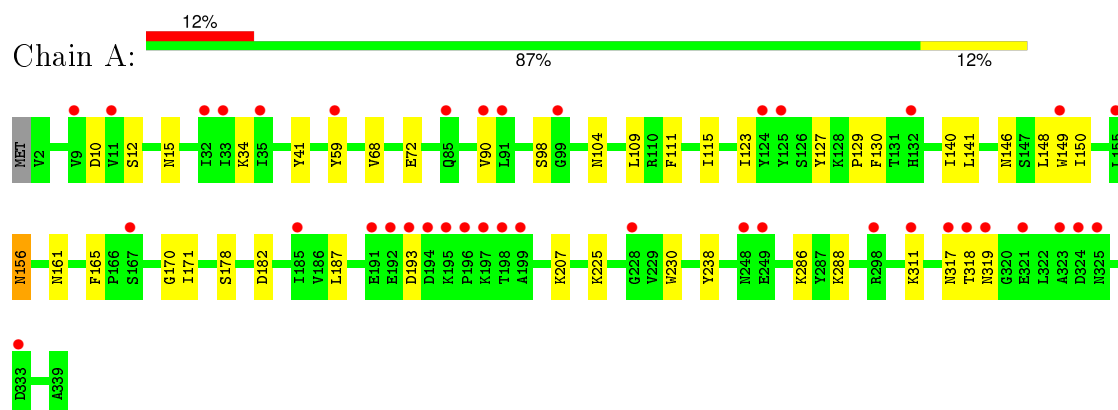 12%
Chain A:
87% 12%
MET V2 V9 D10 V11 S12 N15 I32 I33 K34 I35 Y41 Y59 V68 E72 Q85 V90 L91 S98 G99 N104 L109 R110 F111 I115 I123 Y124 Y125 S126 Y127 K128 P129 F130 T131 H132 I140 L141 N146 S147 L148 W149 I150 L155
N156 N161 F165 P166 S167 G170 I171 S178 D182 I185 V186 L187 E191 E192 D193 D194 K195 P196 K197 T198 A199 K207 K225 G228 V229 W230 Y238 N248 E249 K286 Y287 K288 R298 K311 N317 T318 N319 G320 E321 L322 A323 D324 N325
D333 A339